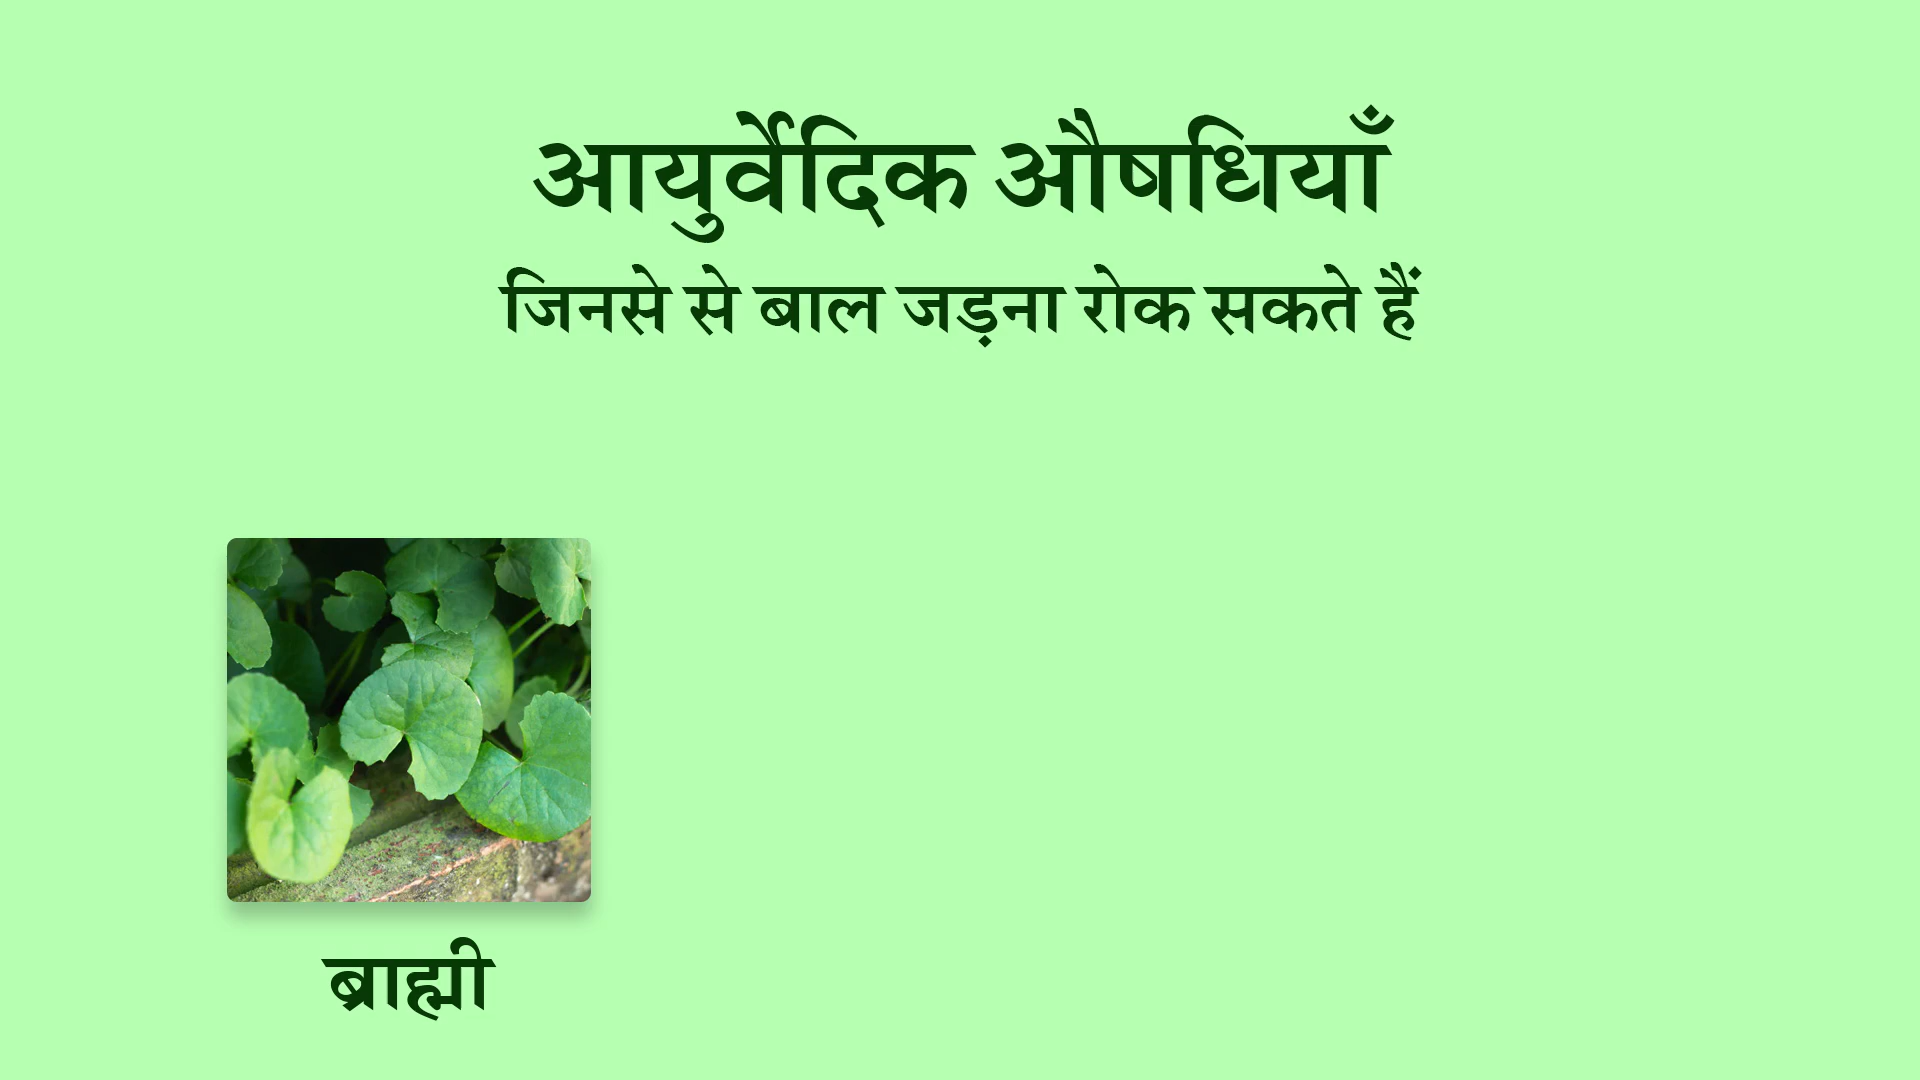 आयुर्वैदिक औषधियाँ
जिनसे से बाल जड़ना रोक सकते हैं
ब्राह्मी